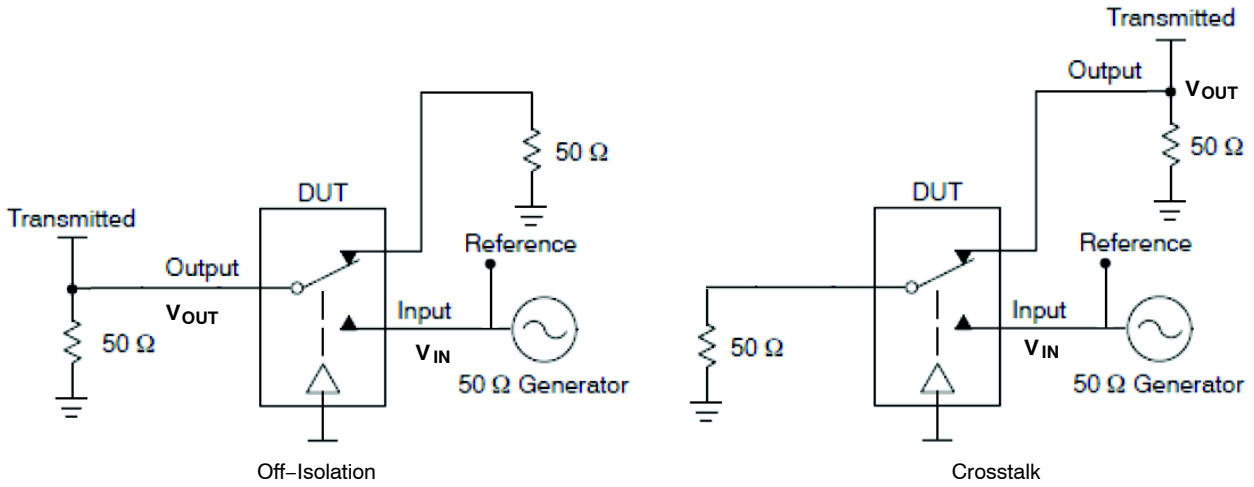 Transmitted
Output
VOUT
50 Ω
DUT
50 Ω
Reference
Input
VIN
50 Ω Generator
Off−Isolation
Transmitted
Output
VOUT
50 Ω
DUT
Reference
50 Ω
Input
VIN
50 Ω Generator
Crosstalk